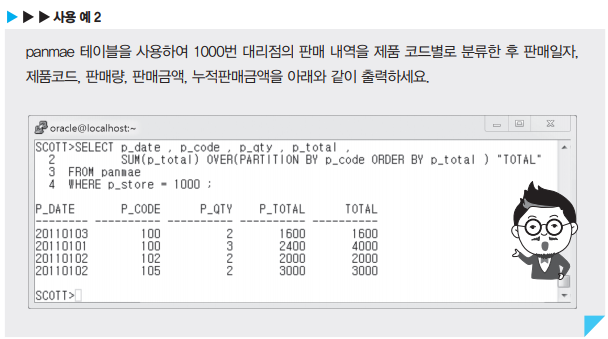 ▶ ▶ ▶ 사용 예 2
panmae 테이블을 사용하여 1000번 대리점의 판매 내역을 제품 코드별로 분류한 후 판매일자,
제품코드, 판매량, 판매금액, 누적판매금액을 아래와 같이 출력하세요.
oracle@localhost:~
SCOTT>SELECT p_date , p_code , p_qty , p_total ,
2 SUM(p_total) OVER(PARTITION BY p_code ORDER BY p_total ) "TOTAL"
3 FROM panmae
4 WHERE p_store = 1000 ;
P_DATE P_CODE P_QTY P_TOTAL TOTAL
-------- ---------- ---------- ---------- ----------
20110103 100 2 1600 1600
20110101 100 3 2400 4000
20110102 102 2 2000 2000
20110102 105 2 3000 3000
SCOTT>